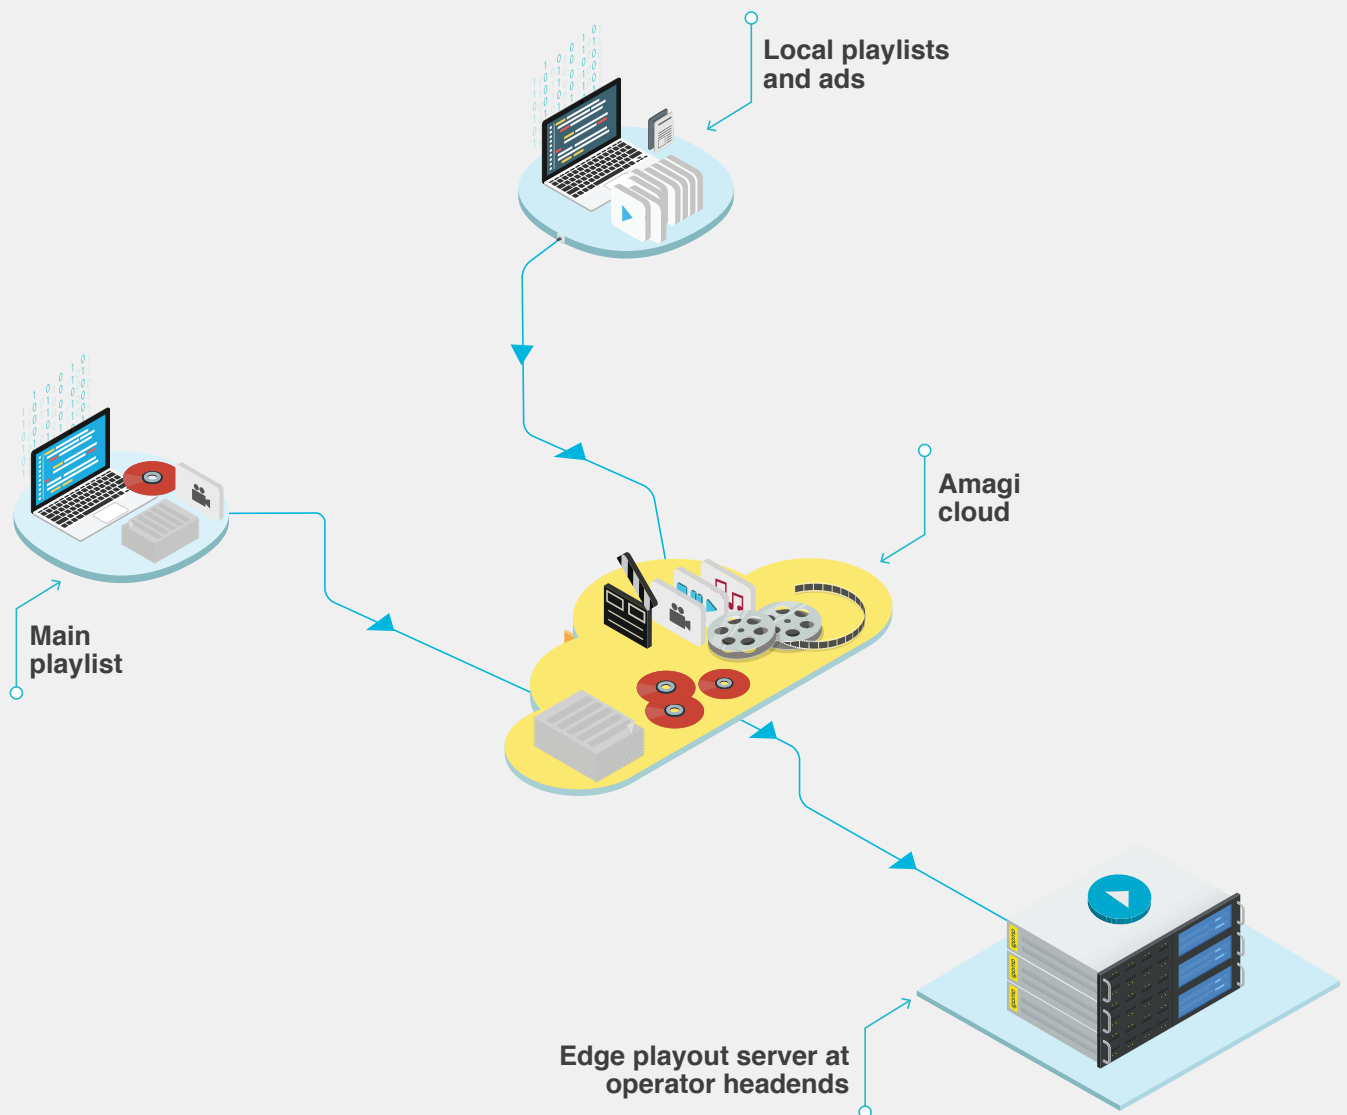 Local playlists
and ads
Amagi
cloud
Main
playlist
Edge playout server at
operator headends